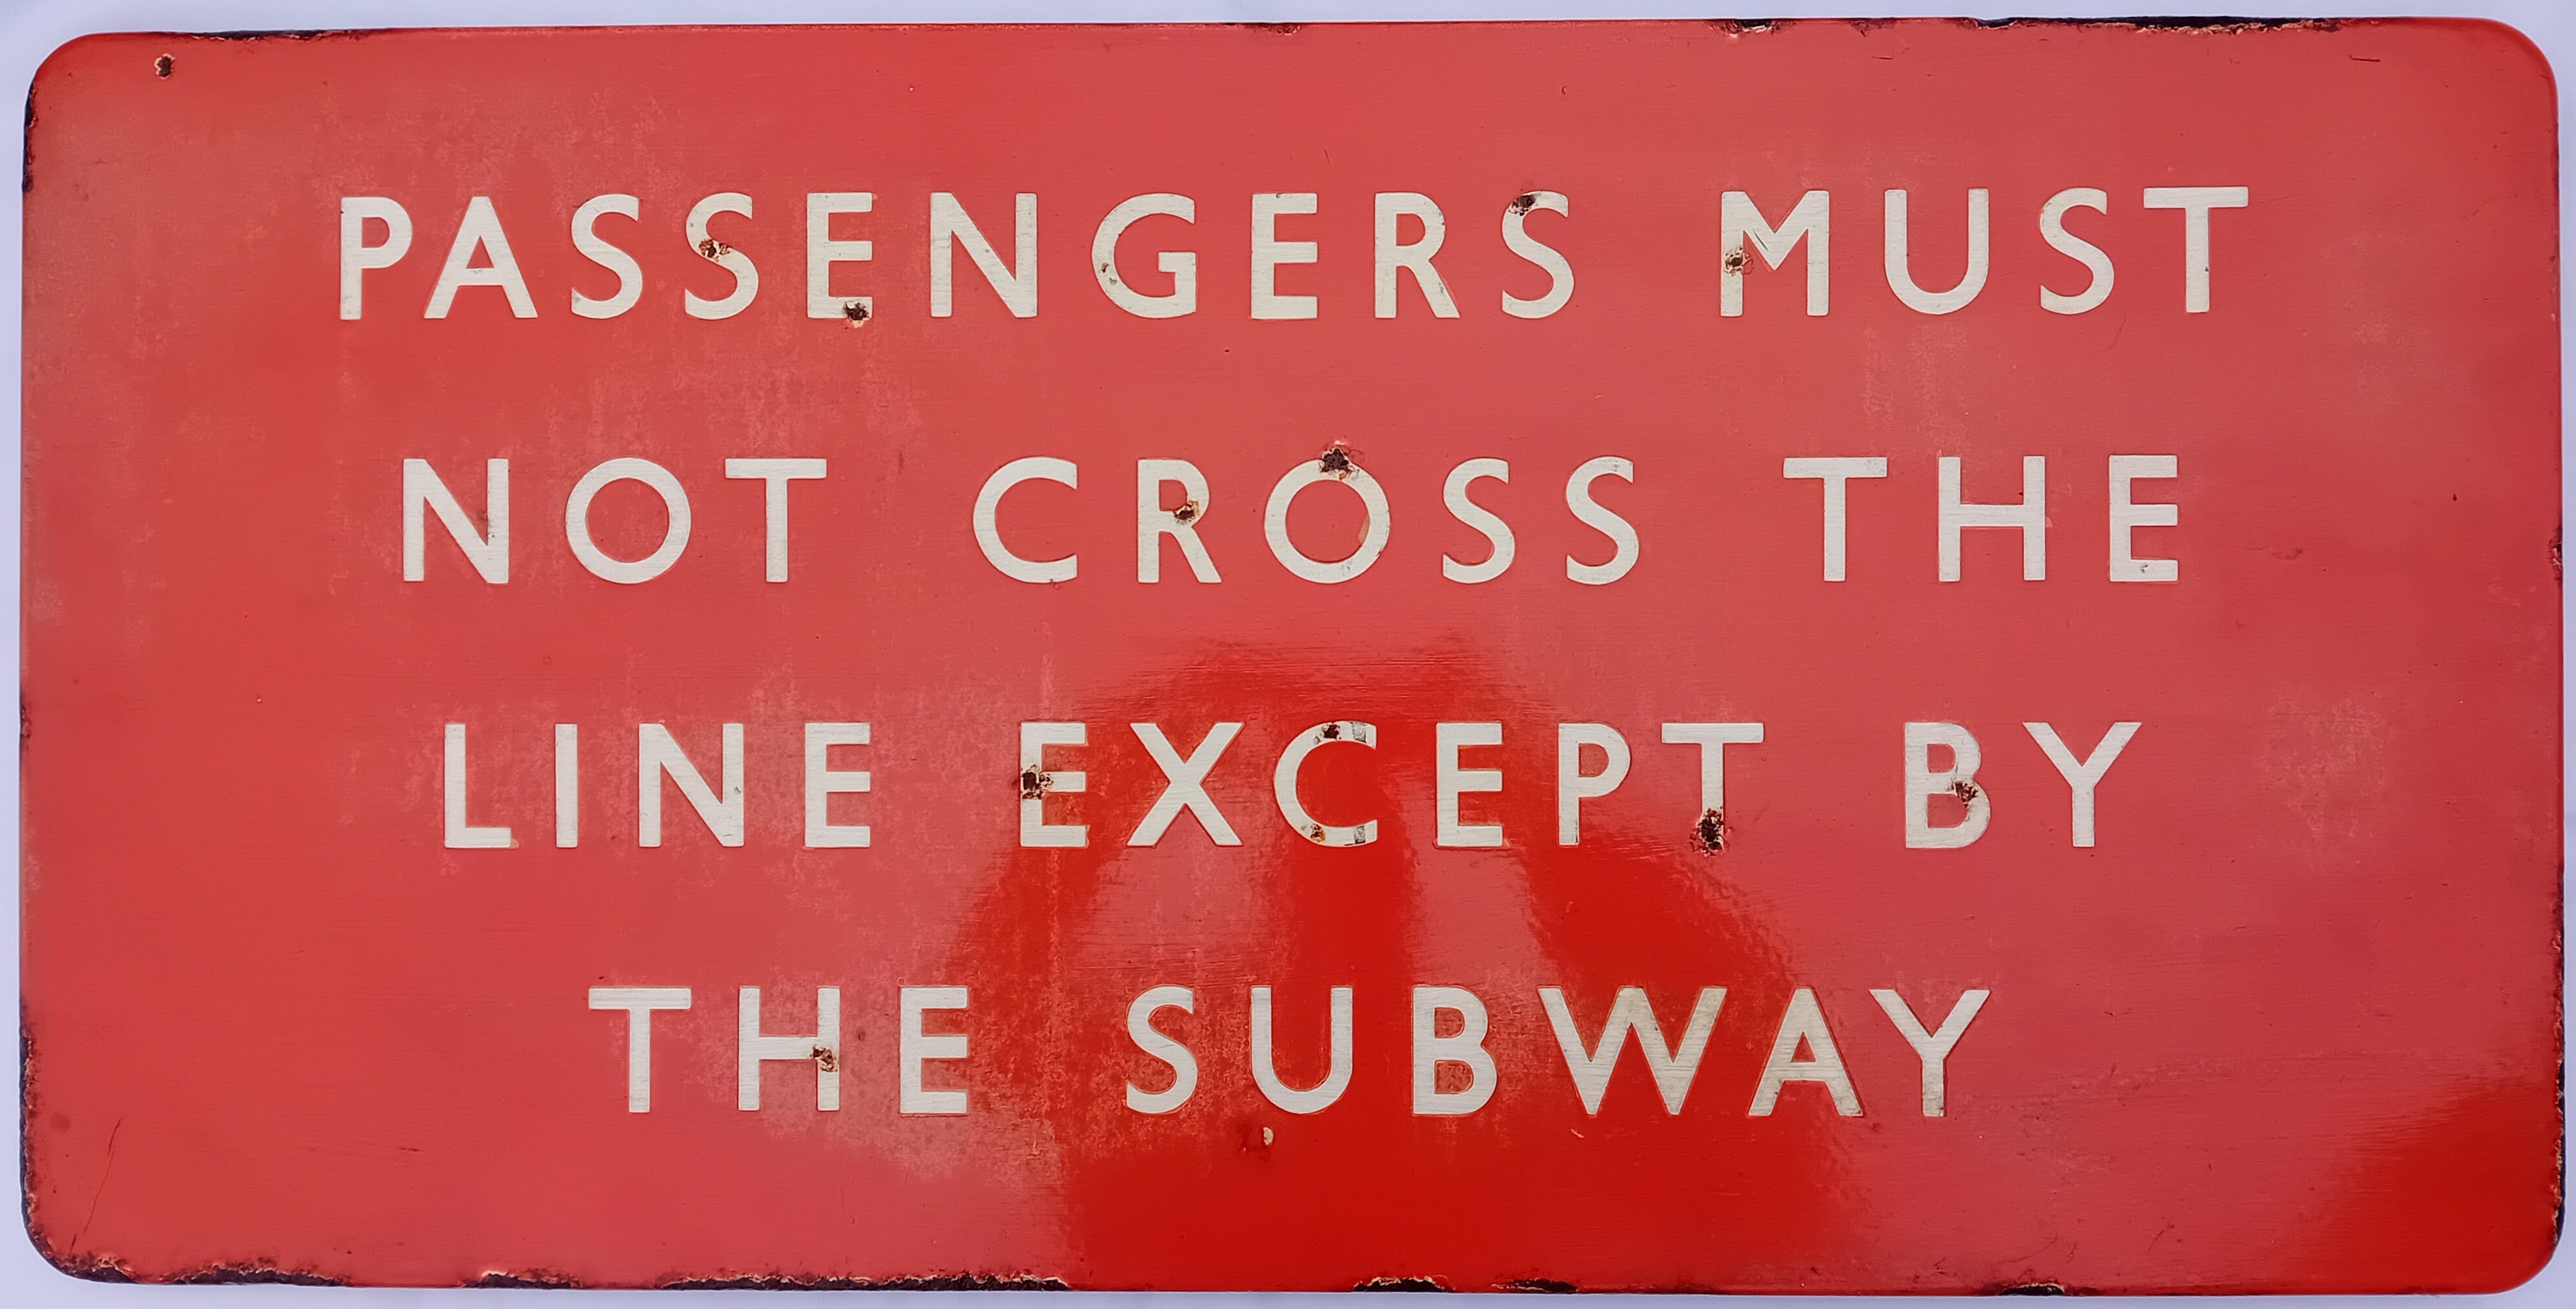 PASSENGERS MUST
NOT CROSS THE
LINE EXCEPT BY
THE SUBWAY